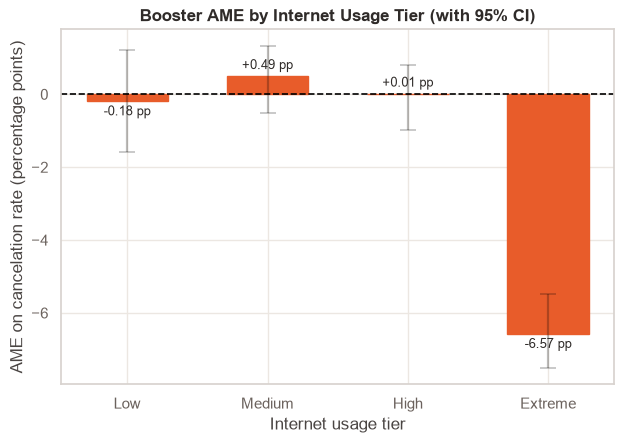 Booster AME by Internet Usage Tier (with 95% CI)
AME on cancelation rate (percentage points)
0
−2
−4
−6
-0.18 pp
+0.49 pp
+0.01 pp
-6.57 pp
Low
Medium
High
Extreme
Internet usage tier